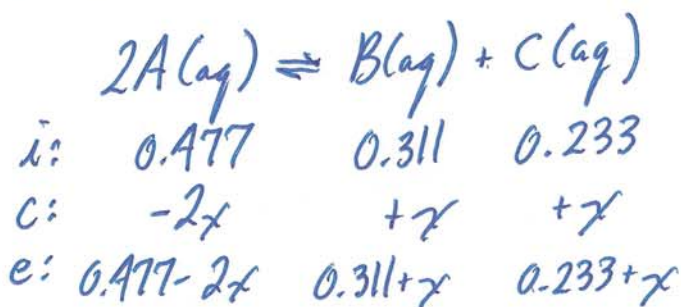 2A(aq) ⇌ B(aq) + C(aq)
i: 0.477 0.311 0.233
c: -2x +x +x
e: 0.477-2x 0.311+x 0.233+x